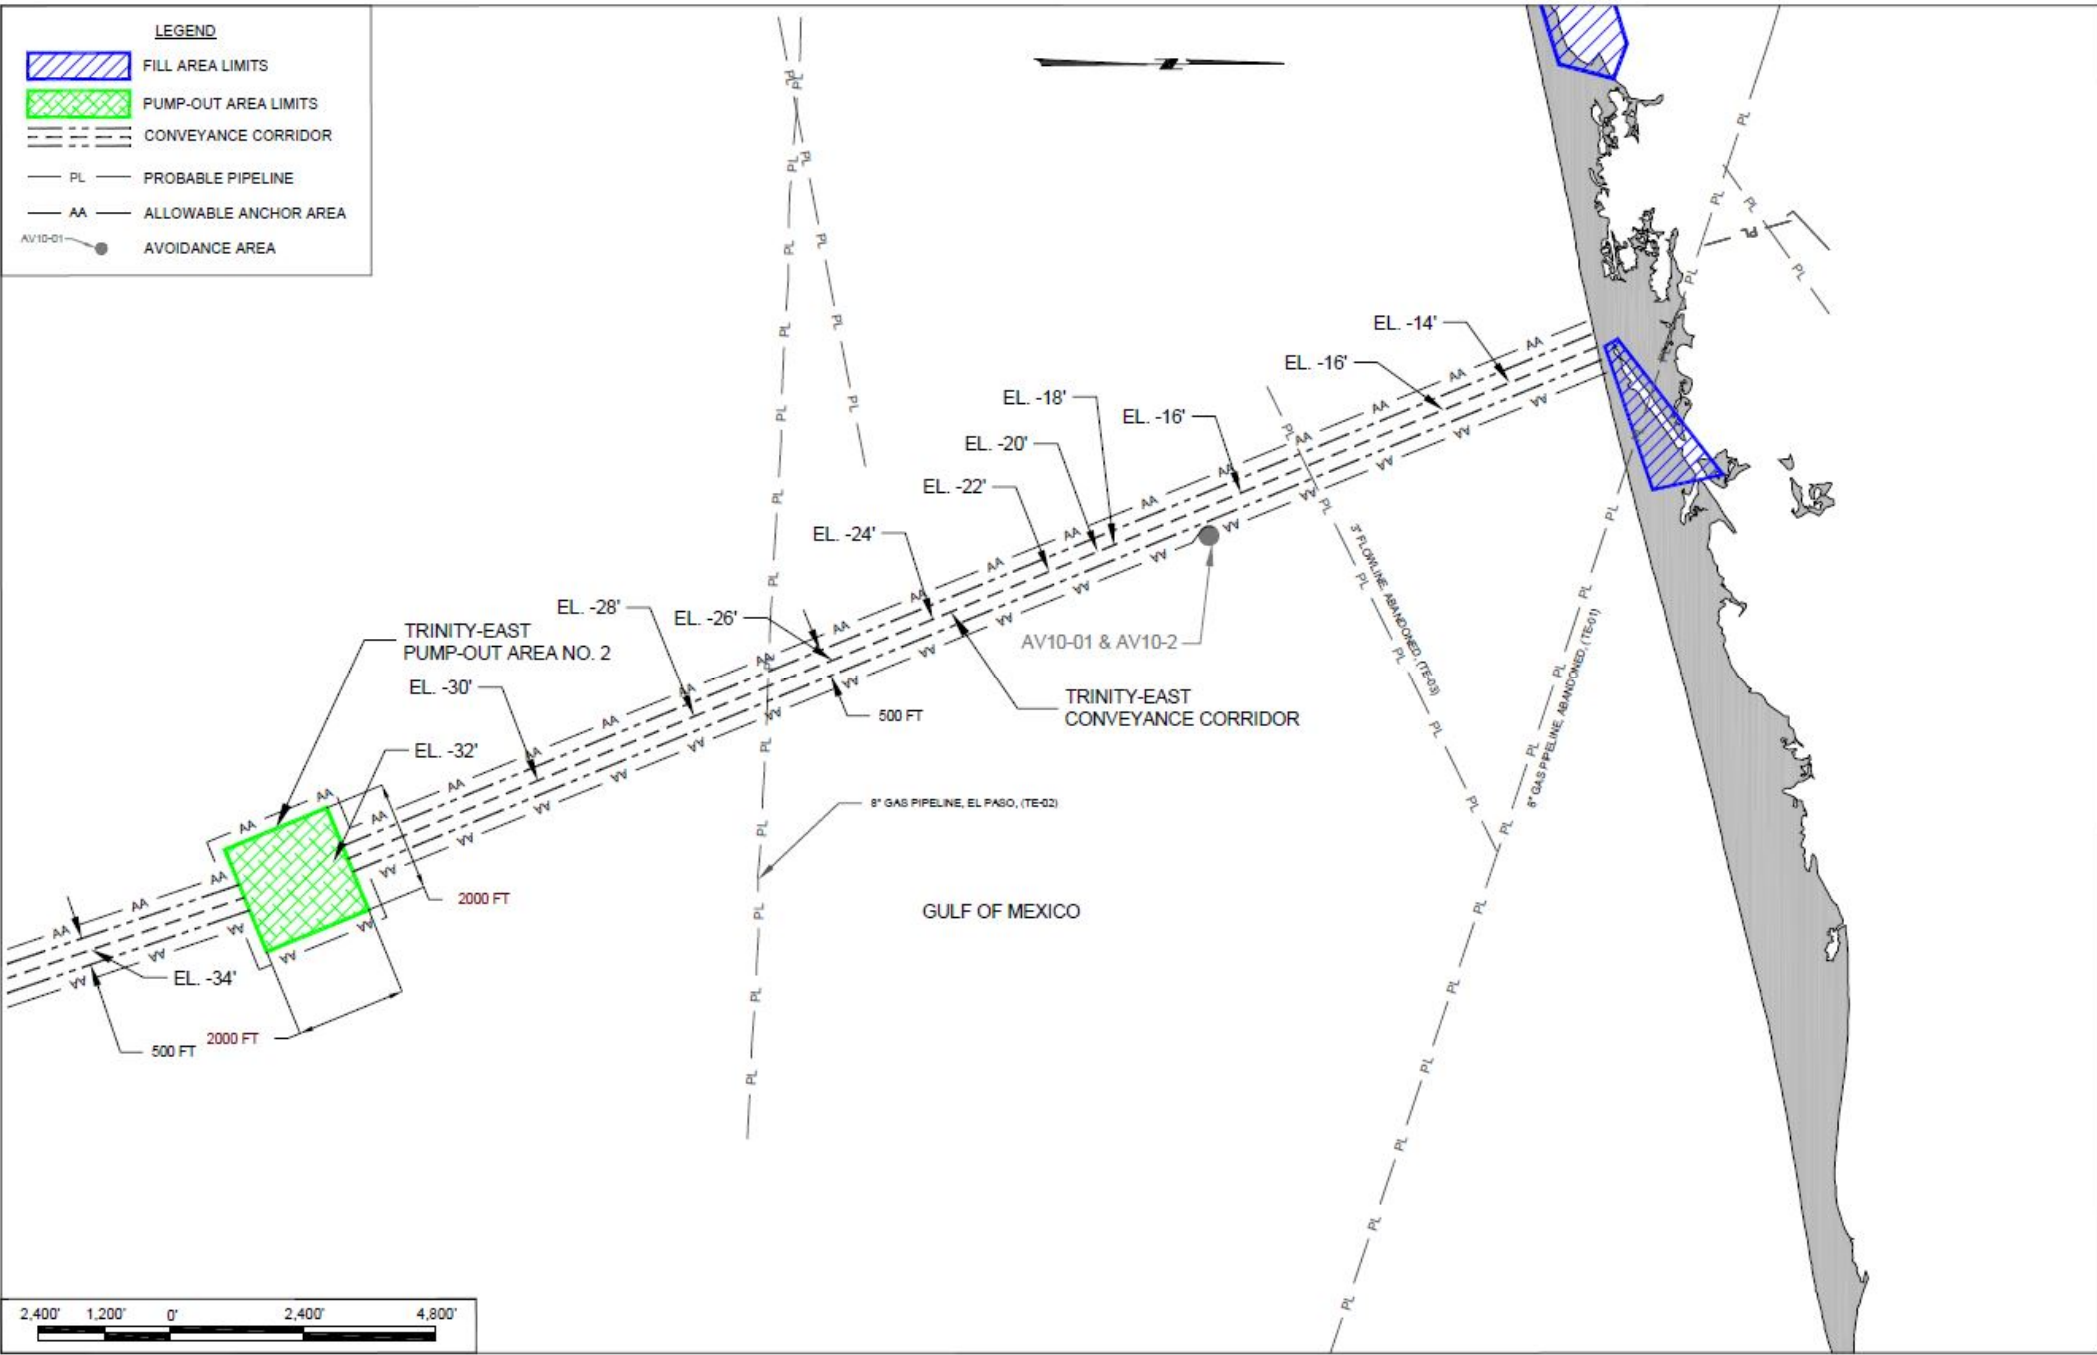 LEGEND
FILL AREA LIMITS
PUMP-OUT AREA LIMITS
CONVEYANCE CORRIDOR
PL
PROBABLE PIPELINE
AA
ALLOWABLE ANCHOR AREA
AV10-01
AVOIDANCE AREA
N
EL. -14'
EL. -16'
EL. -18'
EL. -16'
EL. -20'
EL. -22'
EL. -24'
EL. -26'
EL. -28'
TRINITY-EAST
PUMP-OUT AREA NO. 2
EL. -30'
EL. -32'
EL. -34'
AV10-01 & AV10-2
TRINITY-EAST
CONVEYANCE CORRIDOR
500 FT
3" FLOWLINE, ABANDONED, (TE-03)
8" GAS PIPELINE, ABANDONED, (TE-01)
8" GAS PIPELINE, EL PASO, (TE-02)
2000 FT
GULF OF MEXICO
500 FT
2000 FT
2,400' 1,200' 0' 2,400' 4,800'